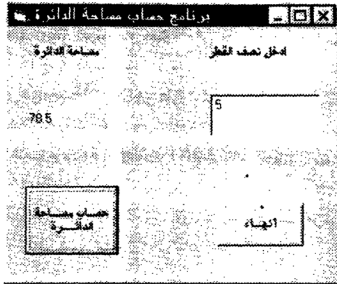 برنامج حساب مساحة الدائرة
ادخل نصف القطر
مساحة الدائرة
5
78.5
حساب مساحة
الدائرة
انهاء